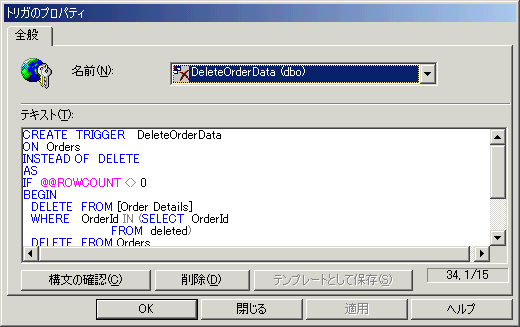 トリガのプロパティ
全般
名前(N):
DeleteOrderData (dbo)
テキスト(T):
CREATE TRIGGER DeleteOrderData
ON Orders
INSTEAD OF DELETE
AS
IF @@ROWCOUNT <> 0
BEGIN
DELETE FROM [Order Details]
WHERE OrderId IN (SELECT OrderId
FROM deleted)
DELETE FROM Orders
構文の確認(C)
削除(D)
テンプレートとして保存(S)
34, 1/15
OK
閉じる
適用
ヘルプ